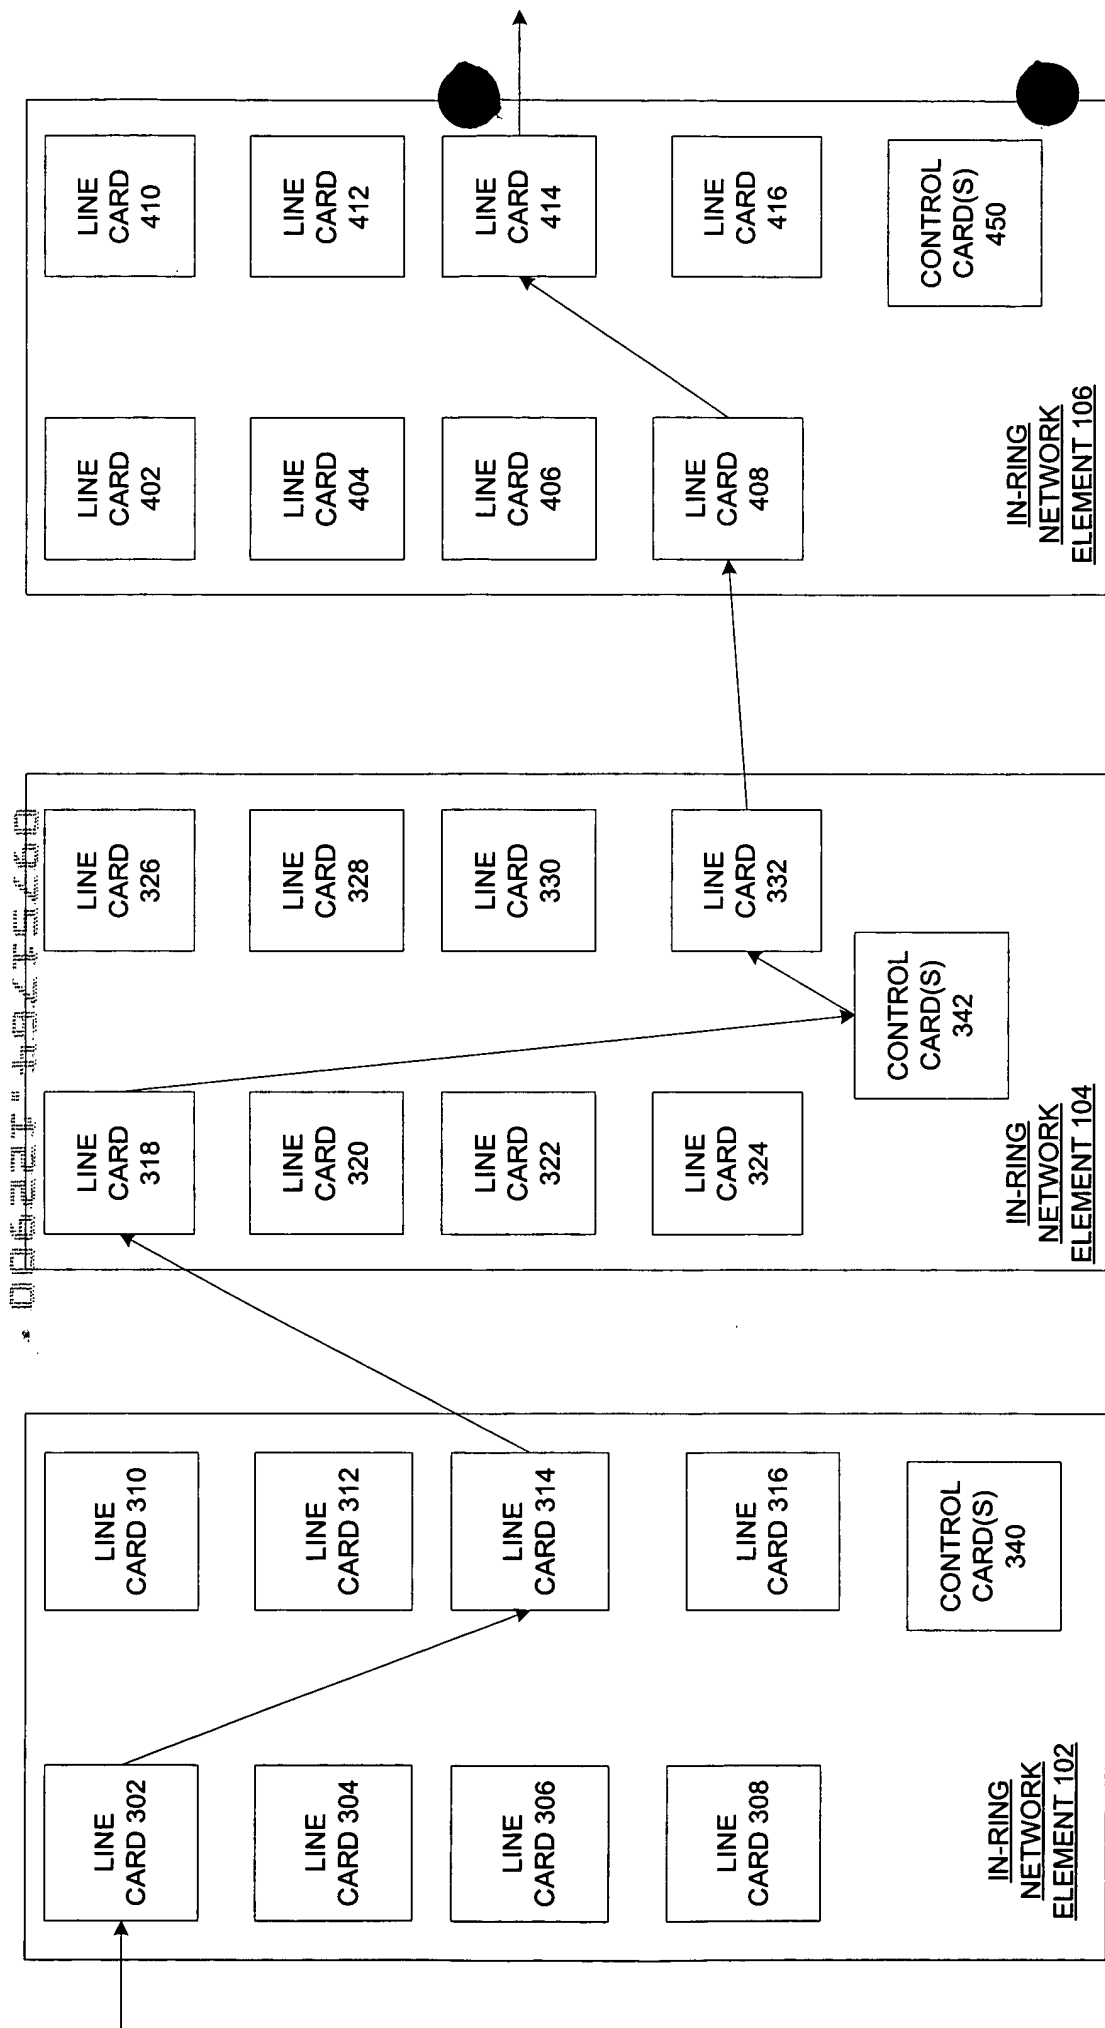 LINE
CARD 302
LINE
CARD 304
LINE
CARD 306
LINE
CARD 308
LINE
CARD 310
LINE
CARD 312
LINE
CARD 314
LINE
CARD 316
CONTROL
CARD(S)
340
IN-RING
NETWORK
ELEMENT 102
LINE
CARD
318
LINE
CARD
320
LINE
CARD
322
LINE
CARD
324
LINE
CARD
326
LINE
CARD
328
LINE
CARD
330
LINE
CARD
332
CONTROL
CARD(S)
342
IN-RING
NETWORK
ELEMENT 104
LINE
CARD
402
LINE
CARD
404
LINE
CARD
406
LINE
CARD
408
LINE
CARD
410
LINE
CARD
412
LINE
CARD
414
LINE
CARD
416
CONTROL
CARD(S)
450
IN-RING
NETWORK
ELEMENT 106